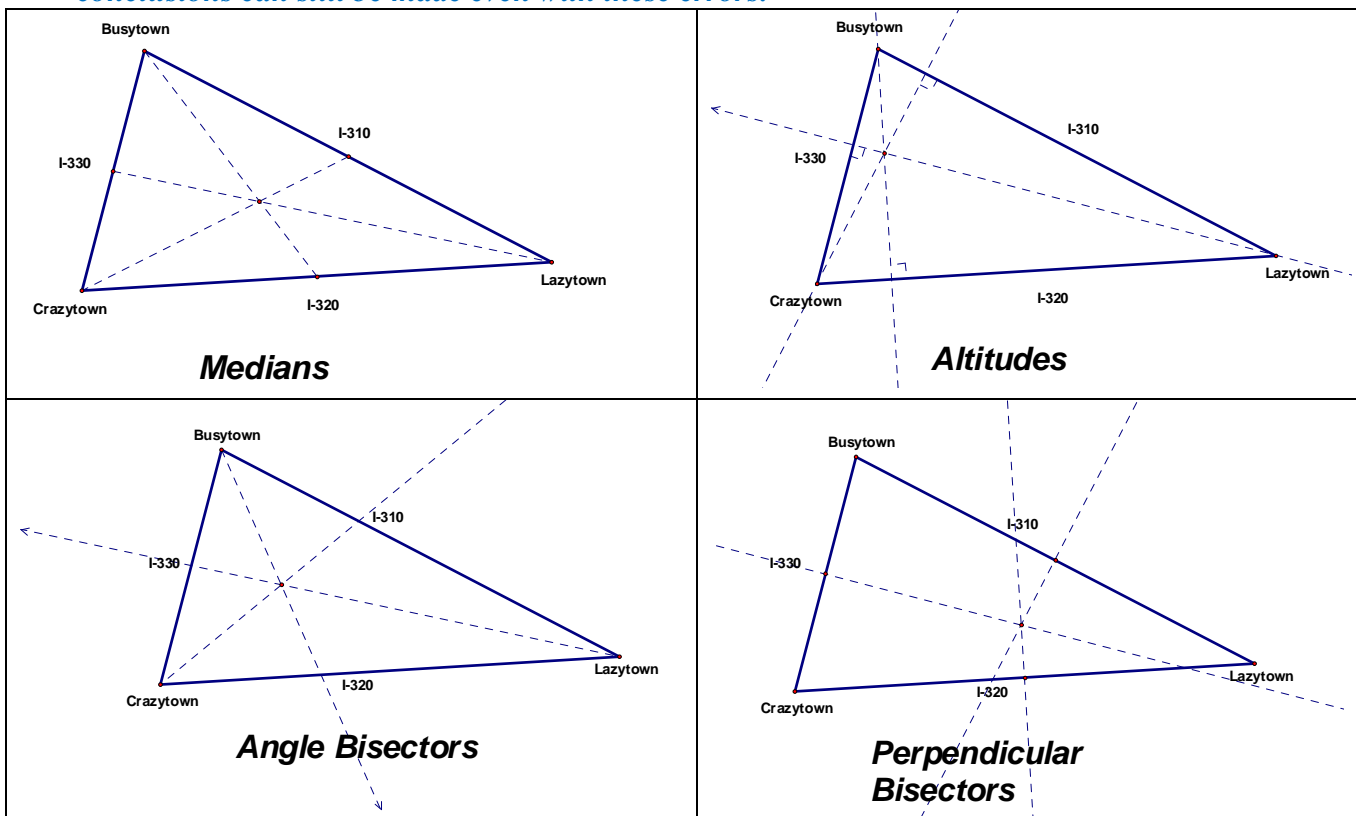 conclusions can still be made even with these errors.
Busytown
I-310
I-330
Lazytown
Crazytown
I-320
Medians
Busytown
I-310
I-330
Lazytown
Crazytown
I-320
Altitudes
Busytown
I-310
I-330
Lazytown
I-320
Crazytown
Angle Bisectors
Busytown
I-310
I-330
Lazytown
I-320
Crazytown
Perpendicular
Bisectors